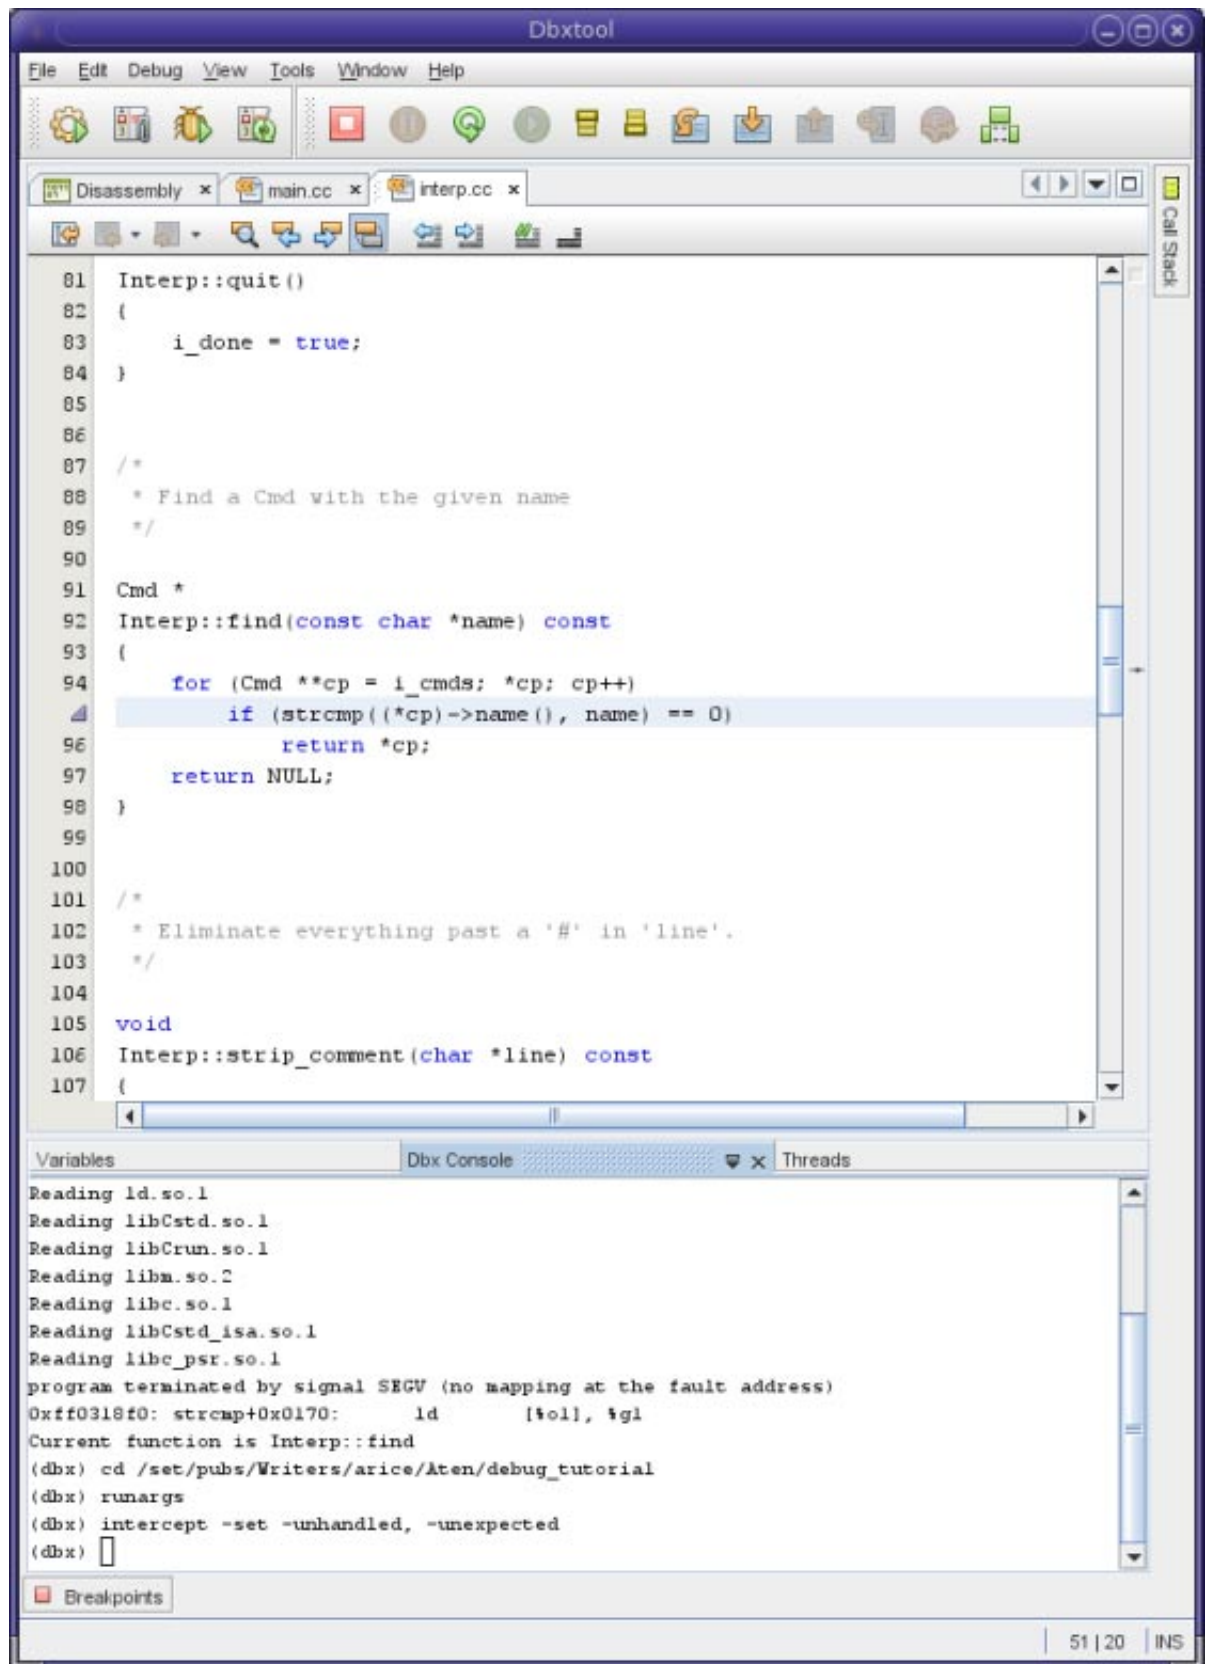 Dbxtool
File Edit Debug View Tools Window Help
Disassembly x main.cc x interp.cc x
Call Stack
81 Interp::quit()
82 {
83 i_done = true;
84 }
85
86
87 /*
88 * Find a Cmd with the given name
89 */
90
91 Cmd *
92 Interp::find(const char *name) const
93 {
94 for (Cmd **cp = i_cmds; *cp; cp++)
if (strcmp((*cp)->name(), name) == 0)
96 return *cp;
97 return NULL;
98 }
99
100
101 /*
102 * Eliminate everything past a '#' in 'line'.
103 */
104
105 void
106 Interp::strip_comment(char *line) const
107 {
Variables Dbx Console x Threads
Reading ld.so.1
Reading libCstd.so.1
Reading libCrun.so.1
Reading libm.so.2
Reading libc.so.1
Reading libCstd_isa.so.1
Reading libc_psr.so.1
program terminated by signal SEGV (no mapping at the fault address)
0xff0318f0: strcmp+0x0170: ld [%o1], %g1
Current function is Interp::find
(dbx) cd /set/pubs/Writers/arice/Aten/debug_tutorial
(dbx) runargs
(dbx) intercept -set -unhandled, -unexpected
(dbx)
Breakpoints
51 | 20 INS